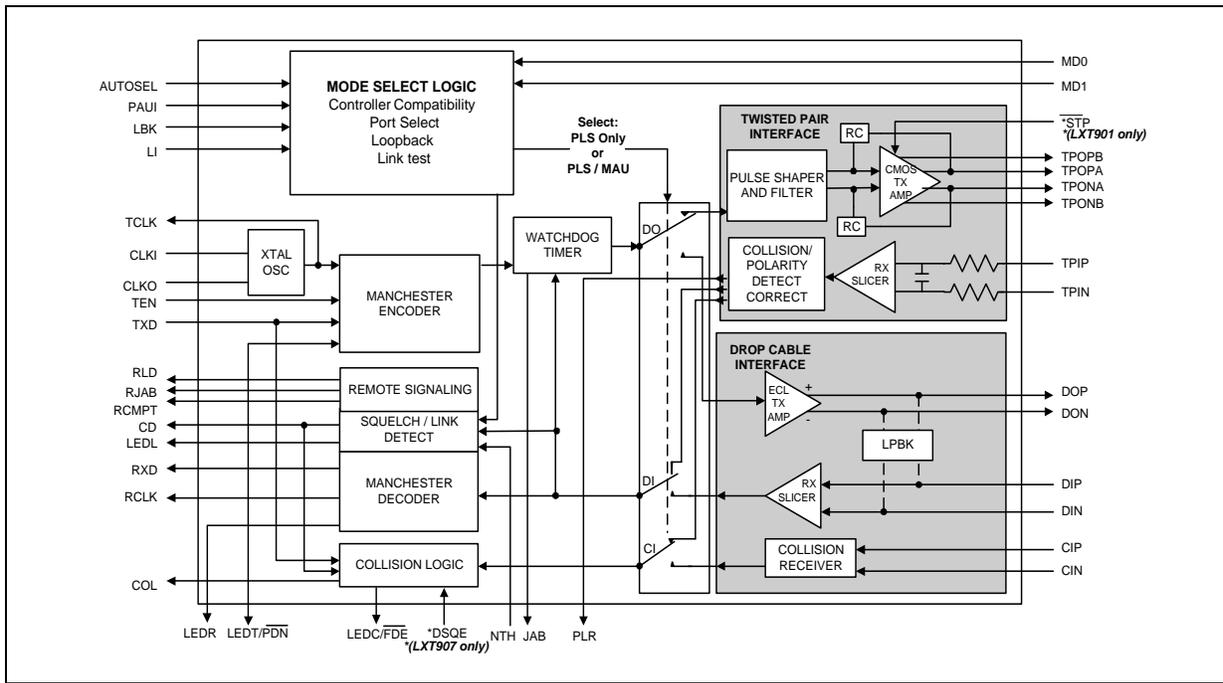 AUTOSEL
PAUI
LBK
LI
MODE SELECT LOGIC
Controller Compatibility
Port Select
Loopback
Link test
Select:
PLS Only
or
PLS / MAU
MD0
MD1
*STP
*(LXT901 only)
TWISTED PAIR
INTERFACE
RC
PULSE SHAPER
AND FILTER
CMOS
TX
AMP
RC
TPOPB
TPOPA
TPONA
TPONB
TCLK
CLKI
CLKO
TEN
TXD
XTAL
OSC
MANCHESTER
ENCODER
WATCHDOG
TIMER
DO
COLLISION/
POLARITY
DETECT
CORRECT
RX
SLICER
TPIP
TPIN
RLD
RJAB
RCMPT
CD
LEDL
RXD
RCLK
COL
REMOTE SIGNALING
SQUELCH / LINK
DETECT
MANCHESTER
DECODER
COLLISION LOGIC
DI
CI
DROP CABLE
INTERFACE
ECL
TX
AMP
+
-
LPBK
RX
SLICER
COLLISION
RECEIVER
DOP
DON
DIP
DIN
CIP
CIN
LEDR
LEDT/PDN
LEDC/FDE
*DSQE
*(LXT907 only)
NTH
JAB
PLR